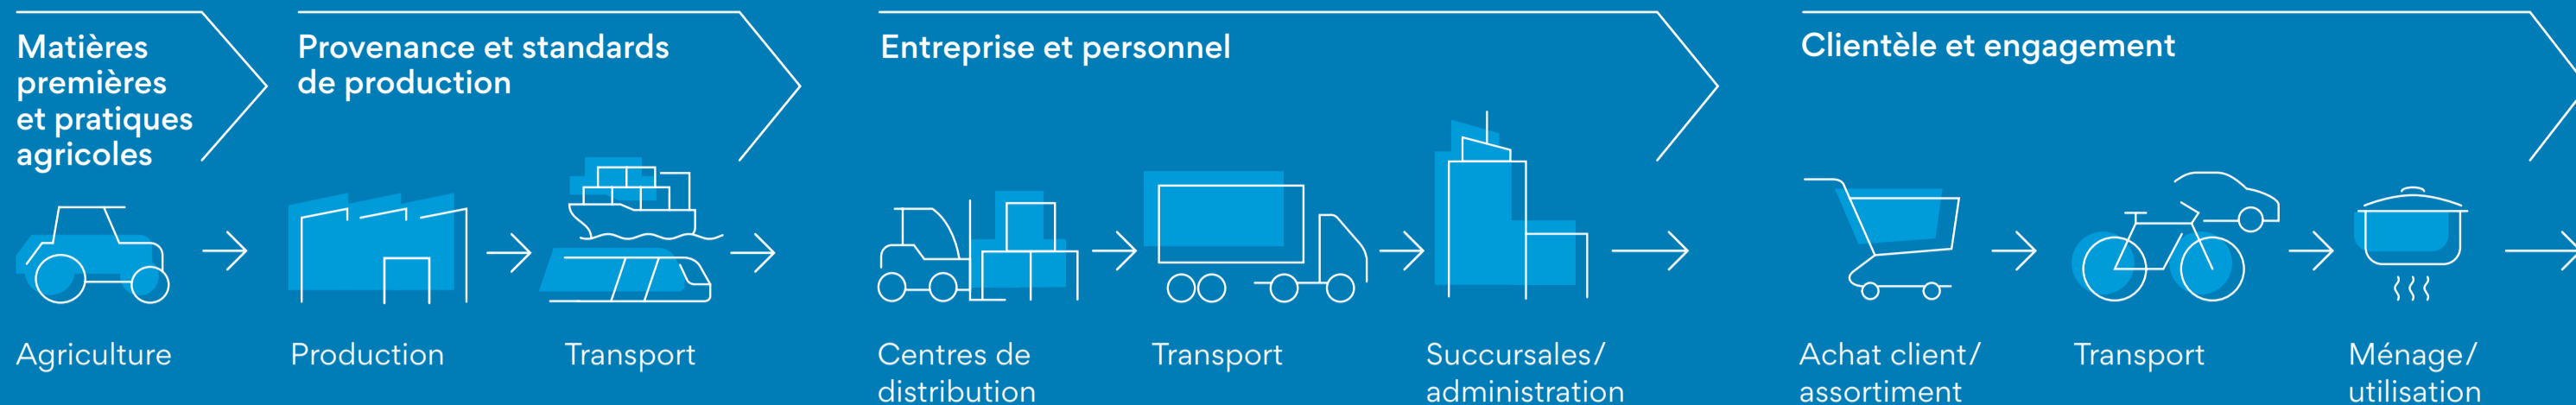 Matières
premières
et pratiques
agricoles
Provenance et standards
de production
Entreprise et personnel
Clientèle et engagement
Agriculture
Production
Transport
Centres de
distribution
Transport
Succursales/
administration
Achat client/
assortiment
Transport
Ménage/
utilisation